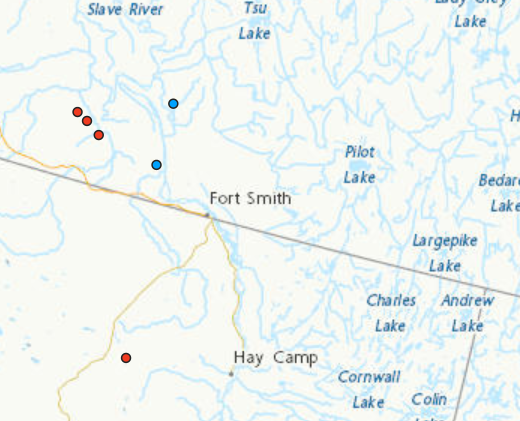 Lady Grey
Lake
Slave River
Tsu
Lake
Pilot
Lake
Fort Smith
Largepike
Lake
Charles
Lake
Andrew
Lake
Hay Camp
Cornwall
Lake
Colin
Lake